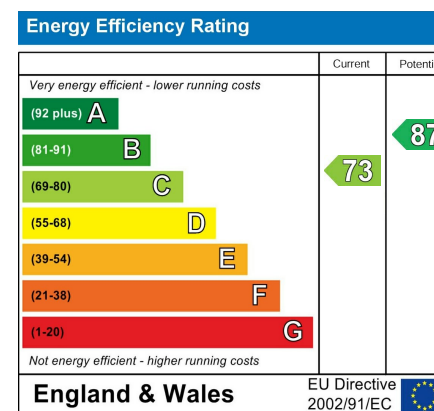 Energy Efficiency Rating
Current Potenti
Very energy efficient - lower running costs
(92 plus) A
(81-91) B
87
(69-80) C
73
(55-68) D
(39-54) E
(21-38) F
(1-20) G
Not energy efficient - higher running costs
England & Wales
EU Directive
2002/91/EC